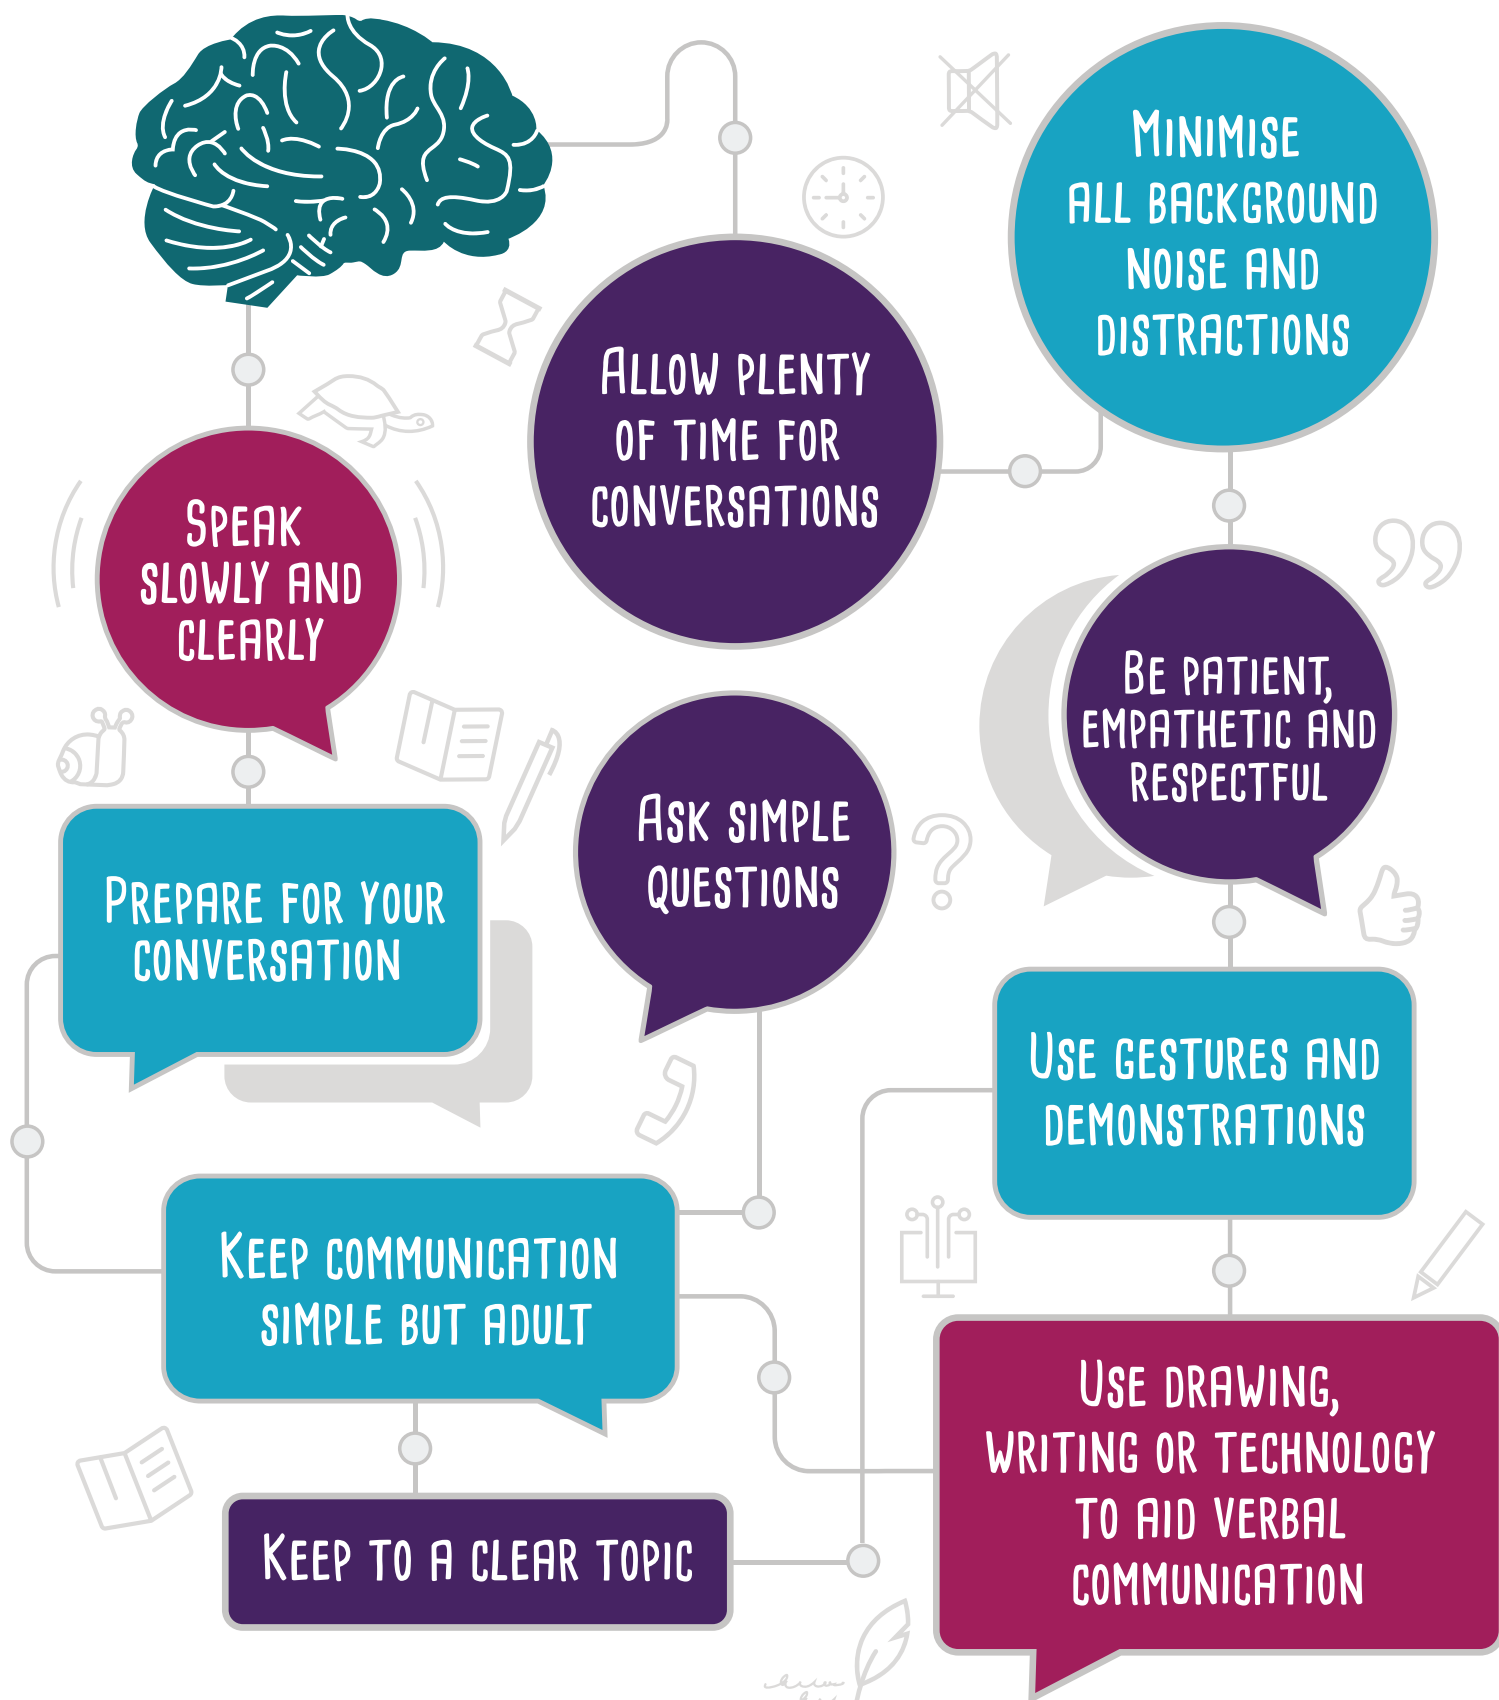 Minimise
all background
noise and
distractions
Allow plenty
of time for
conversations
Speak
slowly and
clearly
Be patient,
empathetic and
respectful
Ask simple
questions
Prepare for your
conversation
Use gestures and
demonstrations
Keep communication
simple but adult
Use drawing,
writing or technology
to aid verbal
communication
Keep to a clear topic